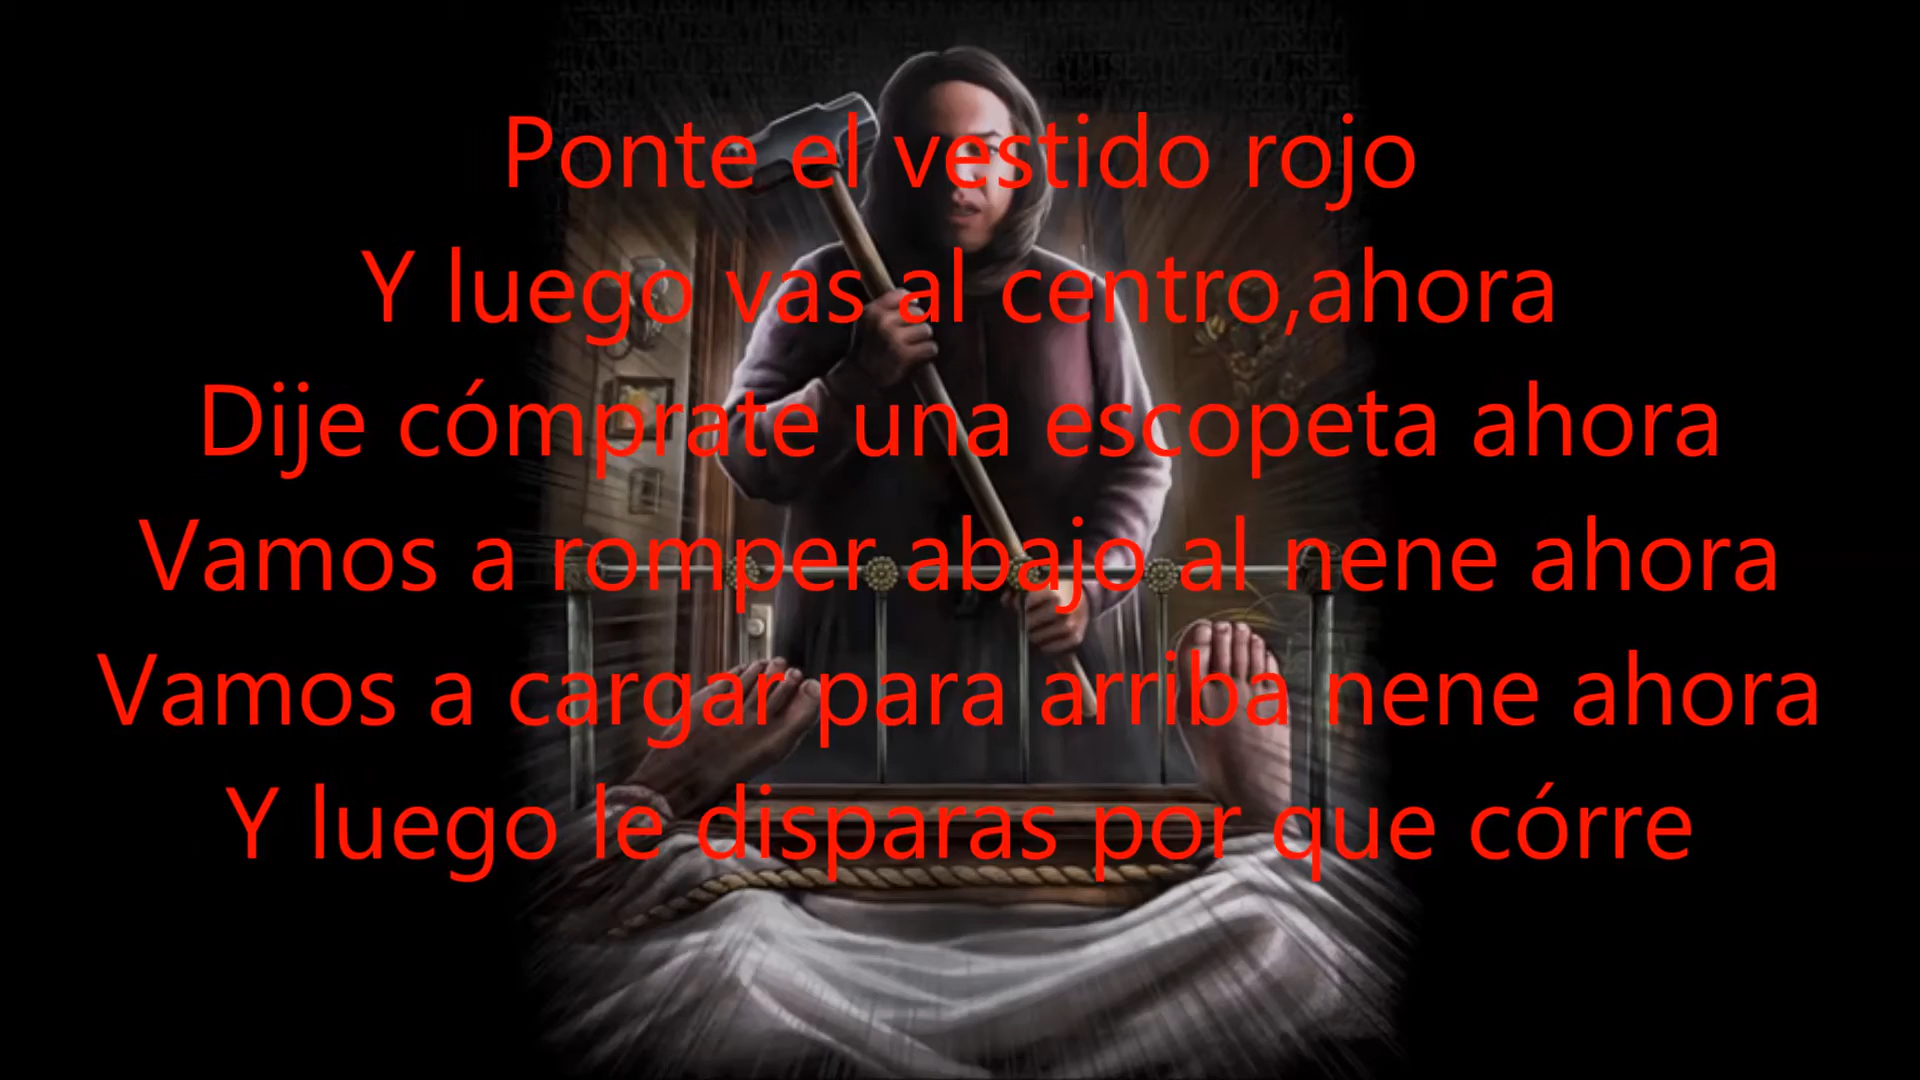 Ponte el vestido rojo
Y luego vas al centro,ahora
Dije cómprate una escopeta ahora
Vamos a romper abajo al nene ahora
Vamos a cargar para arriba nene ahora
Y luego le disparas por que córre